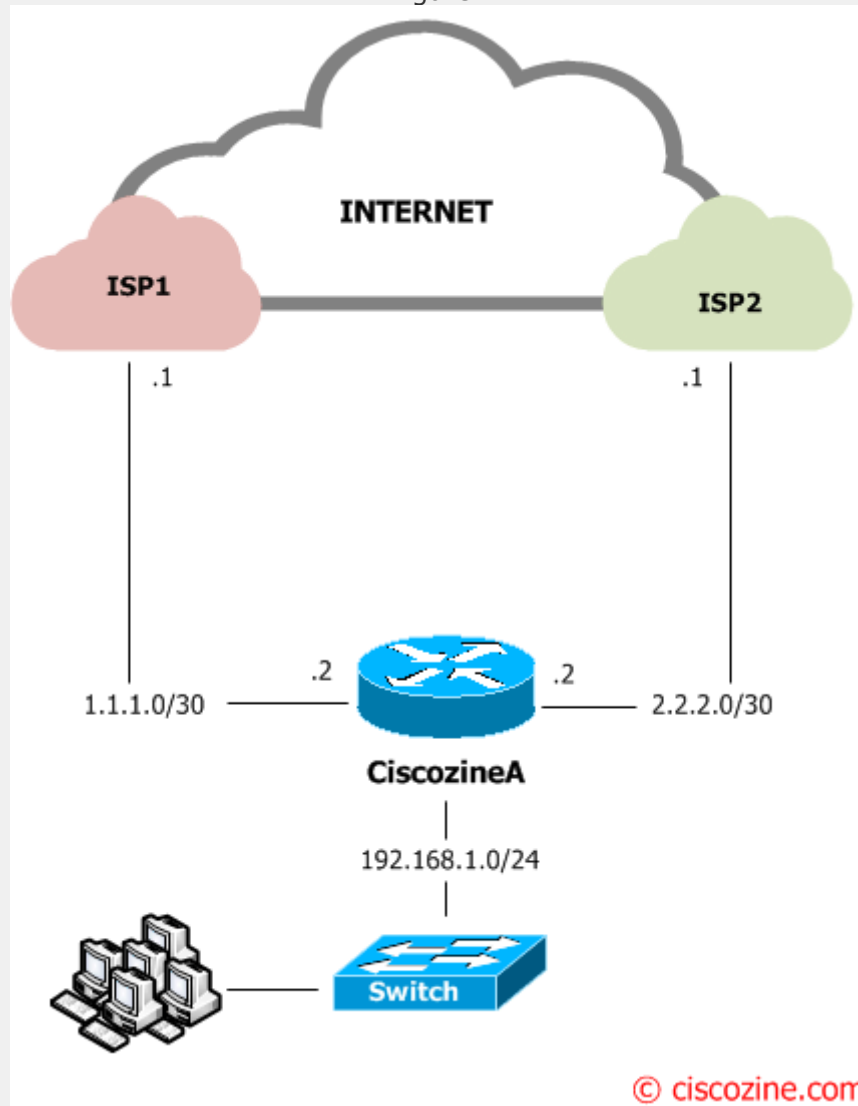 INTERNET
ISP1
ISP2
.1
.1
.2
.2
1.1.1.0/30
2.2.2.0/30
CiscozineA
192.168.1.0/24
Switch
© ciscozine.com